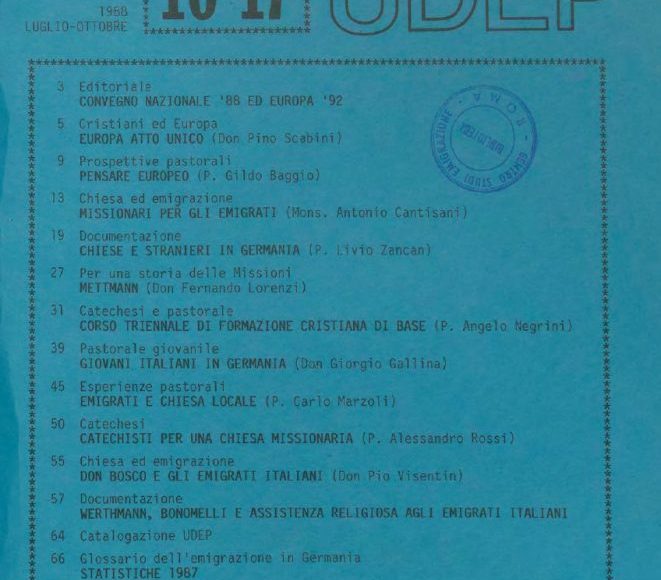 1988
LUGLIO-OTTOBRE
16-17
UDEP
3 Editoriale
CONVEGNO NAZIONALE '88 ED EUROPA '92
5 Cristiani ed Europa
EUROPA ATTO UNICO (Don Pino Scabini)
9 Prospettive pastorali
PENSARE EUROPEO (P. Gildo Baggio)
13 Chiesa ed emigrazione
MISSIONARI PER GLI EMIGRATI (Mons. Antonio Cantisani)
19 Documentazione
CHIESE E STRANIERI IN GERMANIA (P. Livio Zancan)
27 Per una storia delle Missioni
METTMANN (Don Fernando Lorenzi)
31 Catechesi e pastorale
CORSO TRIENNALE DI FORMAZIONE CRISTIANA DI BASE (P. Angelo Negrini)
39 Pastorale giovanile
GIOVANI ITALIANI IN GERMANIA (Don Giorgio Gallina)
45 Esperienze pastorali
EMIGRATI E CHIESA LOCALE (P. Carlo Marzoli)
50 Catechesi
CATECHISTI PER UNA CHIESA MISSIONARIA (P. Alessandro Rossi)
55 Chiesa ed emigrazione
DON BOSCO E GLI EMIGRATI ITALIANI (Don Pio Visentin)
57 Documentazione
WERTHMANN, BONOMELLI E ASSISTENZA RELIGIOSA AGLI EMIGRATI ITALIANI
64 Catalogazione UDEP
66 Glossario dell'emigrazione in Germania
STATISTICHE 1987
CENTRO STUDI EMIGRAZIONE - ROMA -